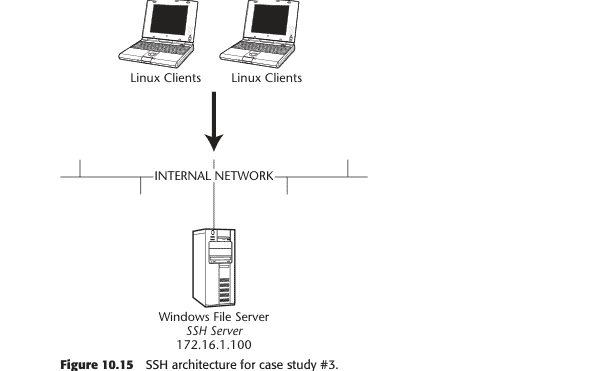 Linux Clients Linux Clients
INTERNAL NETWORK
Windows File Server
SSH Server
172.16.1.100
Figure 10.15 SSH architecture for case study #3.